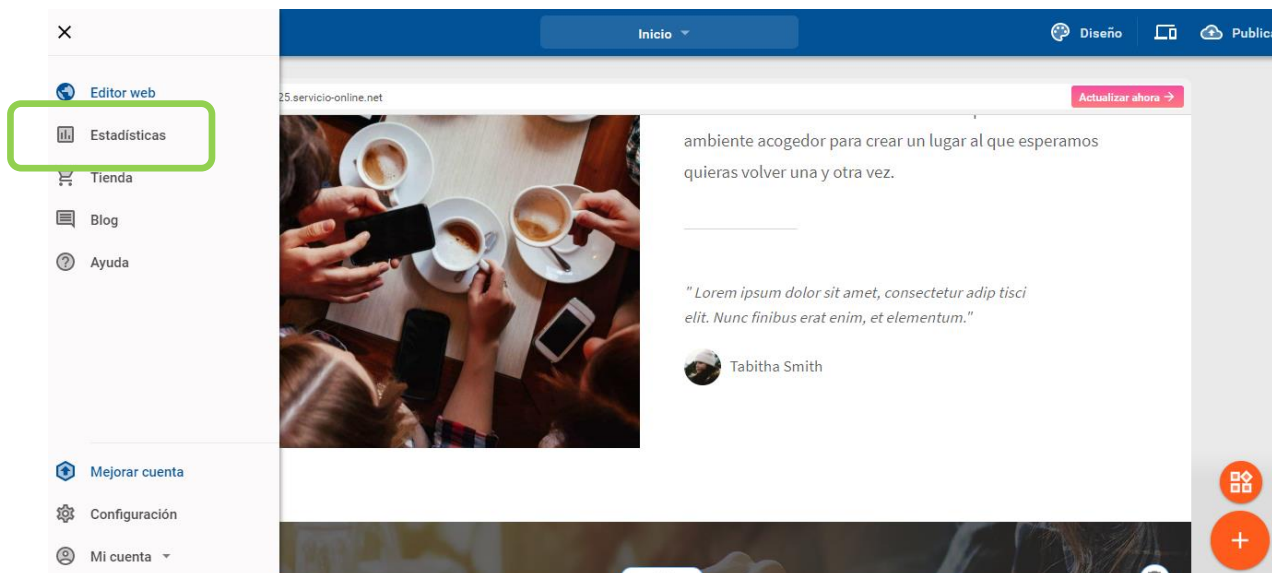 Inicio
Diseño
Editor web
Estadísticas
Tienda
Blog
Ayuda
Mejorar cuenta
Configuración
Mi cuenta
25.servicio-online.net
Actualizar ahora →
ambiente acogedor para crear un lugar al que esperamos
quieras volver una y otra vez.
" Lorem ipsum dolor sit amet, consectetur adip tisci
elit. Nunc finibus erat enim, et elementum."
Tabitha Smith